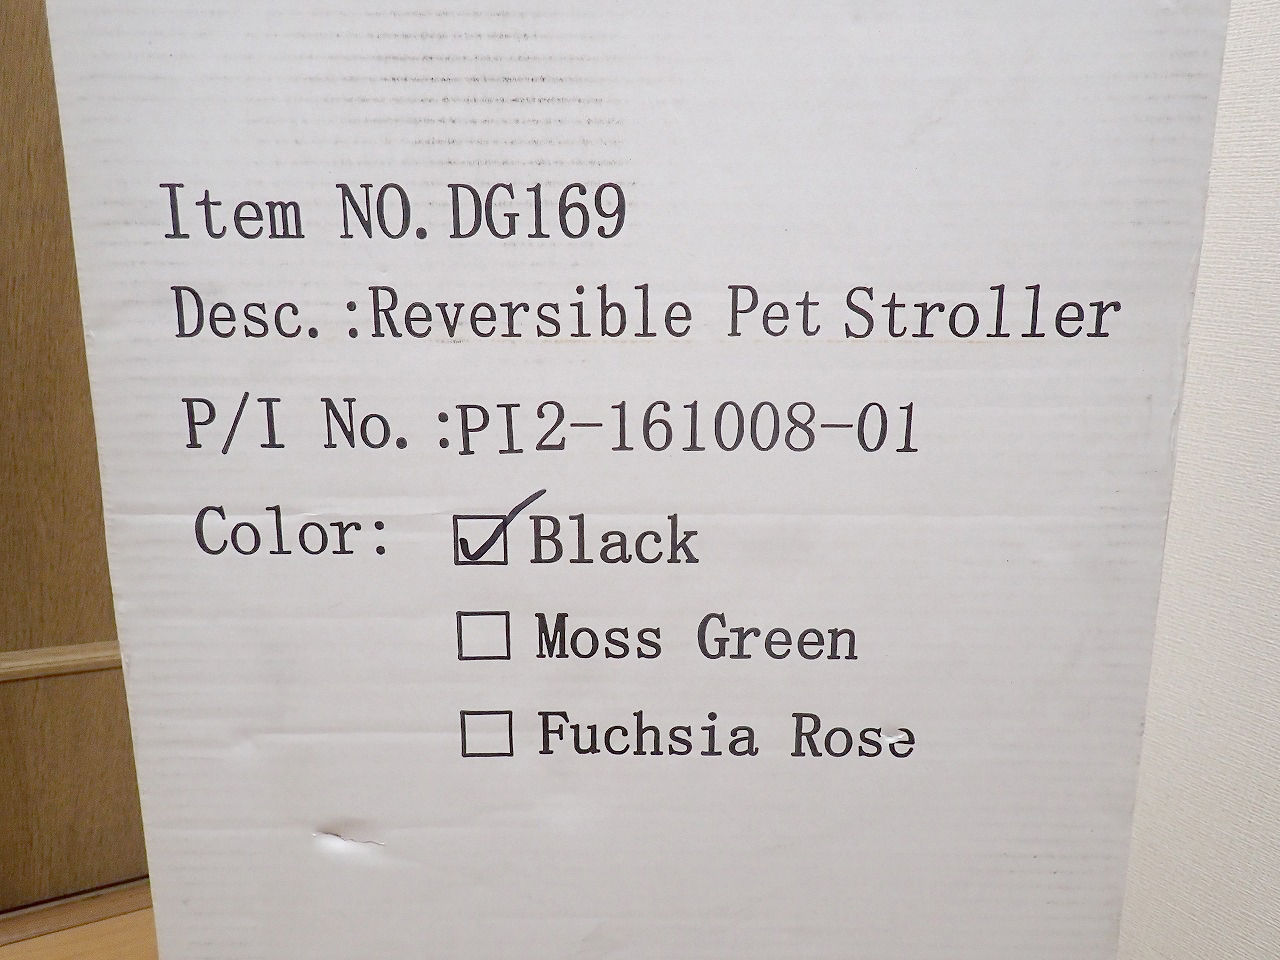 Item NO.DG169
Desc.:Reversible Pet Stroller
P/I No.:PI2-161008-01
Color: ☑Black
☐Moss Green
☐Fuchsia Rose